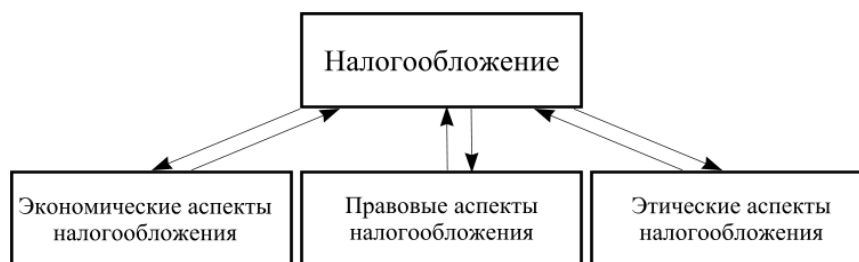 Налогообложение
Экономические аспекты
налогообложения
Правовые аспекты
налогообложения
Этические аспекты
налогообложения